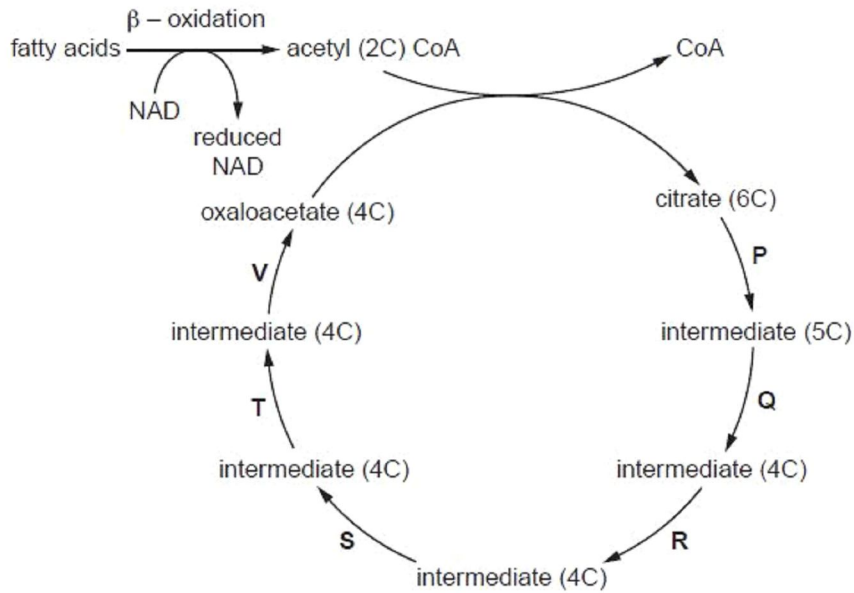 β – oxidation
fatty acids
acetyl (2C) CoA
CoA
NAD
reduced
NAD
oxaloacetate (4C)
citrate (6C)
V
P
intermediate (4C)
intermediate (5C)
T
Q
intermediate (4C)
intermediate (4C)
S
R
intermediate (4C)